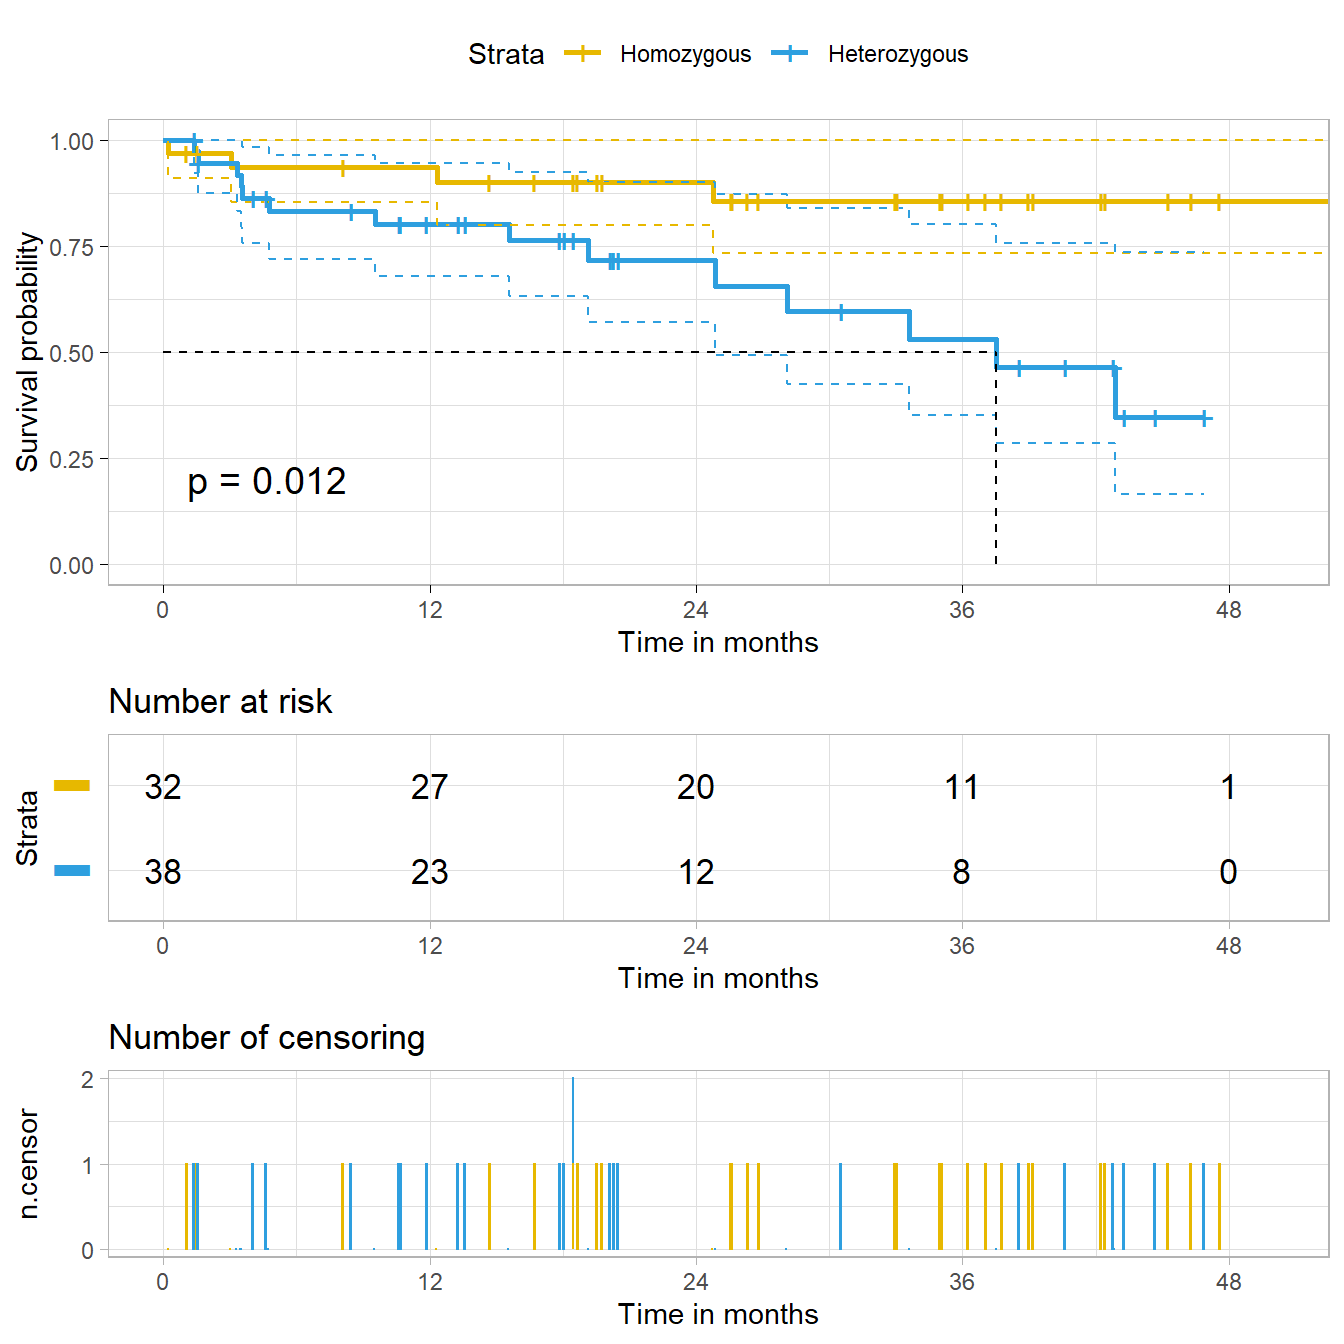 Strata Homozygous Heterozygous
Survival probability
1.00
0.75
0.50
0.25
0.00
p = 0.012
0 12 24 36 48
Time in months
Number at risk
Strata
32 27 20 11 1
38 23 12 8 0
0 12 24 36 48
Time in months
Number of censoring
n.censor
2
1
0
0 12 24 36 48
Time in months